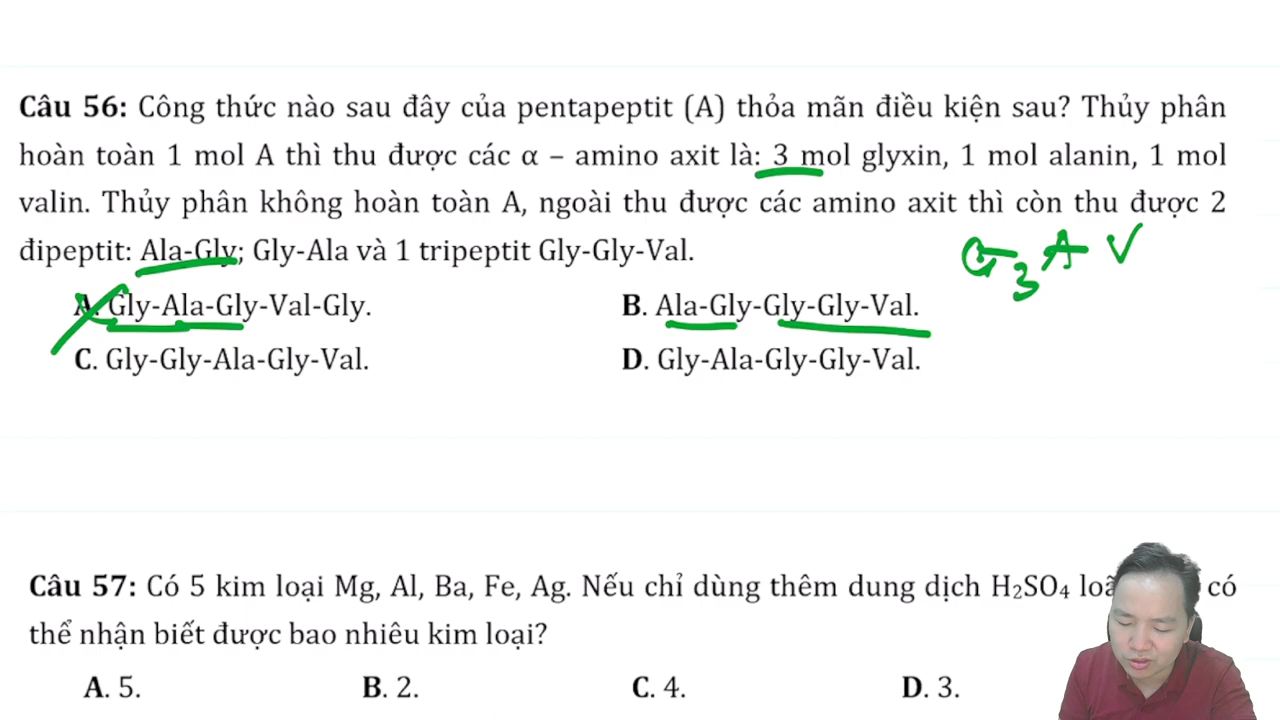 Câu 56: Công thức nào sau đây của pentapeptit (A) thỏa mãn điều kiện sau? Thủy phân
hoàn toàn 1 mol A thì thu được các α – amino axit là: 3 mol glyxin, 1 mol alanin, 1 mol
valin. Thủy phân không hoàn toàn A, ngoài thu được các amino axit thì còn thu được 2
đipeptit: Ala-Gly; Gly-Ala và 1 tripeptit Gly-Gly-Val.
G3 A V
A. Gly-Ala-Gly-Val-Gly. B. Ala-Gly-Gly-Gly-Val.
C. Gly-Gly-Ala-Gly-Val. D. Gly-Ala-Gly-Gly-Val.
Câu 57: Có 5 kim loại Mg, Al, Ba, Fe, Ag. Nếu chỉ dùng thêm dung dịch H₂SO₄ có
thể nhận biết được bao nhiêu kim loại?
A. 5. B. 2. C. 4. D. 3.